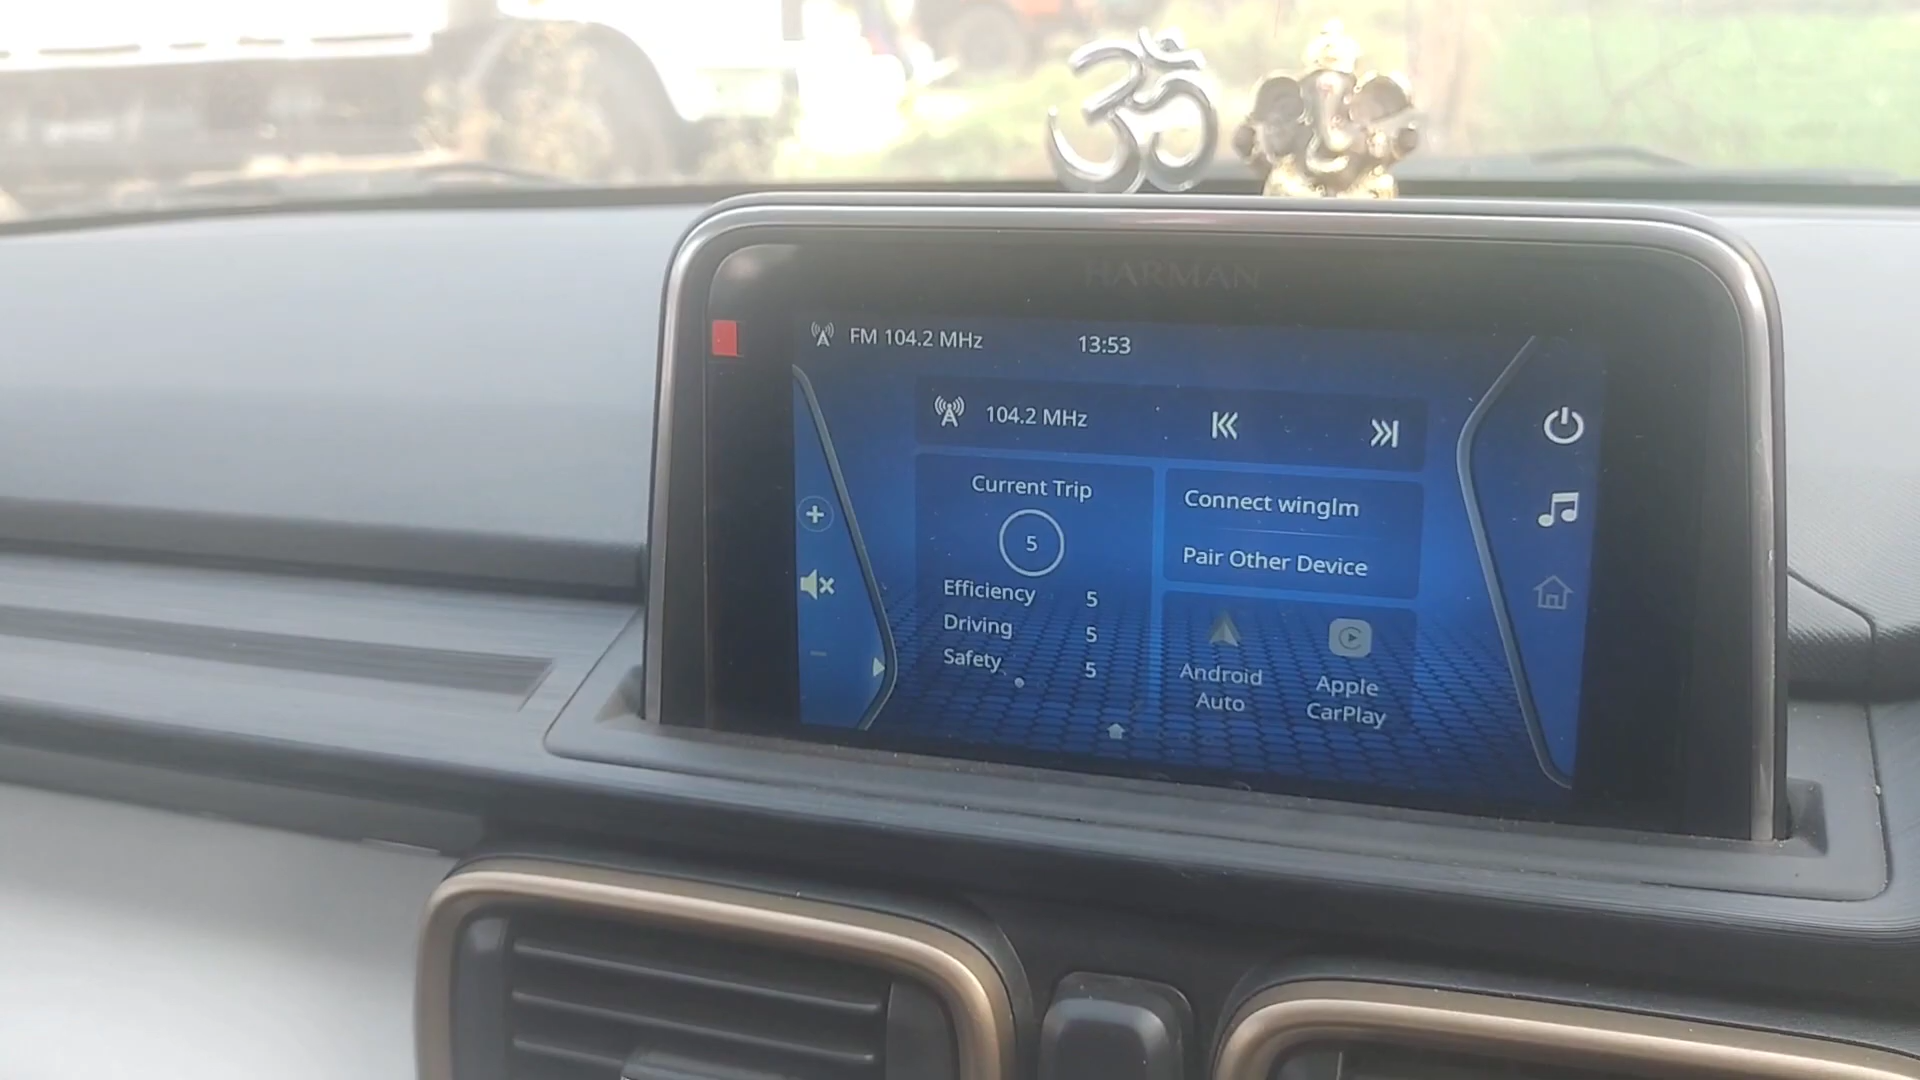 ॐ
HARMAN
FM 104.2 MHz
13:53
104.2 MHz
Current Trip
5
Efficiency 5
Driving 5
Safety 5
Connect winglm
Pair Other Device
Android
Auto
Apple
CarPlay